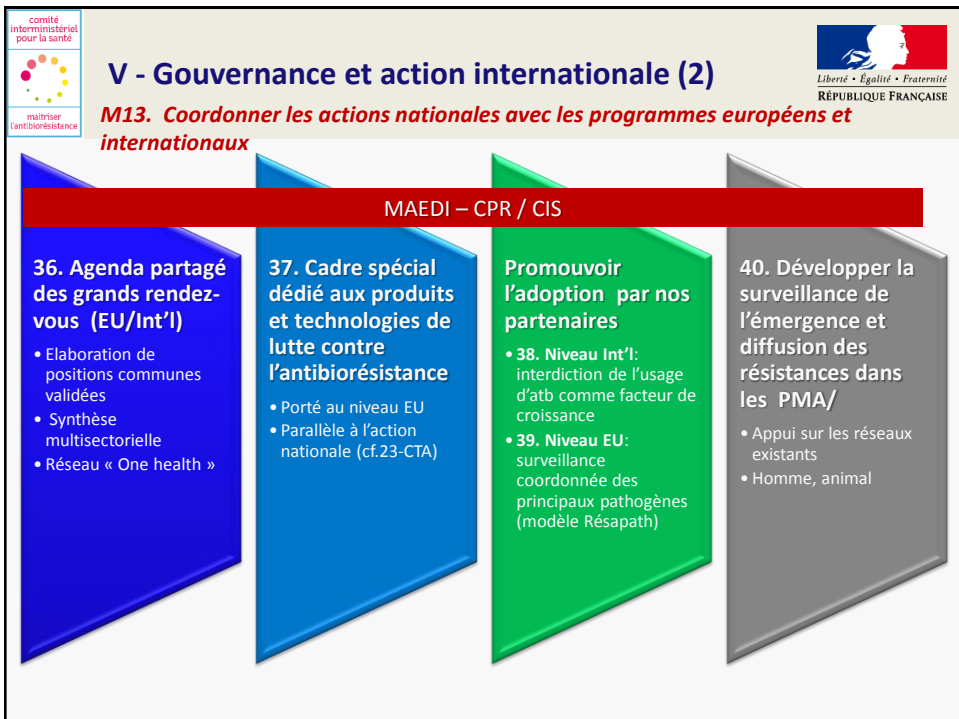 comité
interministériel
pour la santé
maîtriser
l'antibiorésistance
V - Gouvernance et action internationale (2)
Liberté • Égalité • Fraternité
RÉPUBLIQUE FRANÇAISE
M13. Coordonner les actions nationales avec les programmes européens et
internationaux
MAEDI – CPR / CIS
36. Agenda partagé
des grands rendez-
vous (EU/Int'l)
• Elaboration de
positions communes
validées
• Synthèse
multisectorielle
• Réseau « One health »
37. Cadre spécial
dédié aux produits
et technologies de
lutte contre
l'antibiorésistance
• Porté au niveau EU
• Parallèle à l'action
nationale (cf.23-CTA)
Promouvoir
l'adoption par nos
partenaires
• 38. Niveau Int'l:
interdiction de l'usage
d'atb comme facteur de
croissance
• 39. Niveau EU:
surveillance
coordonnée des
principaux pathogènes
(modèle Résapath)
40. Développer la
surveillance de
l'émergence et
diffusion des
résistances dans
les PMA/
• Appui sur les réseaux
existants
• Homme, animal